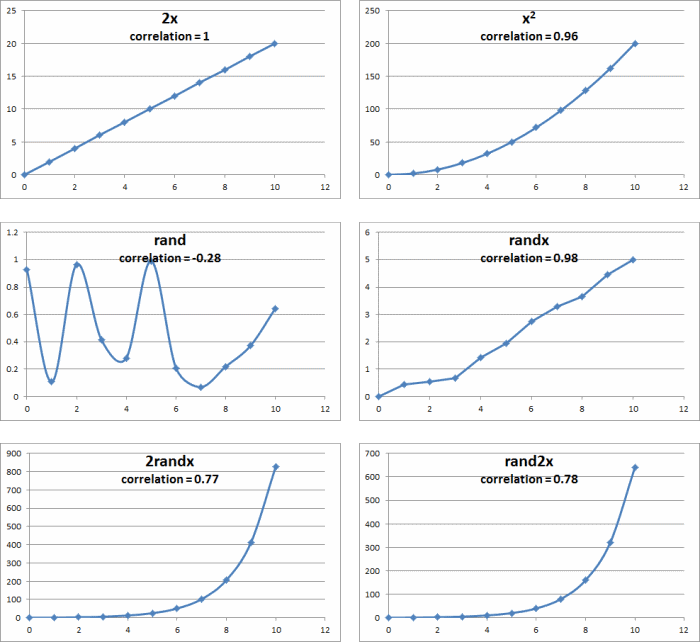 2x
correlation = 1
25
20
15
10
5
0
0 2 4 6 8 10 12
x²
correlation = 0.96
250
200
150
100
50
0
0 2 4 6 8 10 12
rand
correlation = -0.28
1.2
1
0.8
0.6
0.4
0.2
0
0 2 4 6 8 10 12
randx
correlation = 0.98
6
5
4
3
2
1
0
0 2 4 6 8 10 12
2randx
correlation = 0.77
900
800
700
600
500
400
300
200
100
0
0 2 4 6 8 10 12
rand2x
correlation = 0.78
700
600
500
400
300
200
100
0
0 2 4 6 8 10 12